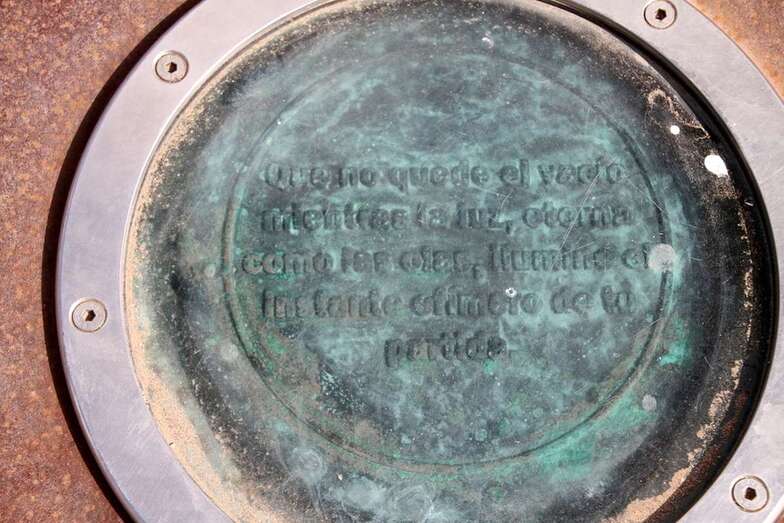 Que no quede el vacío
mientras la luz, eterna
como las olas, ilumine el
instante efímero de tu
partida.